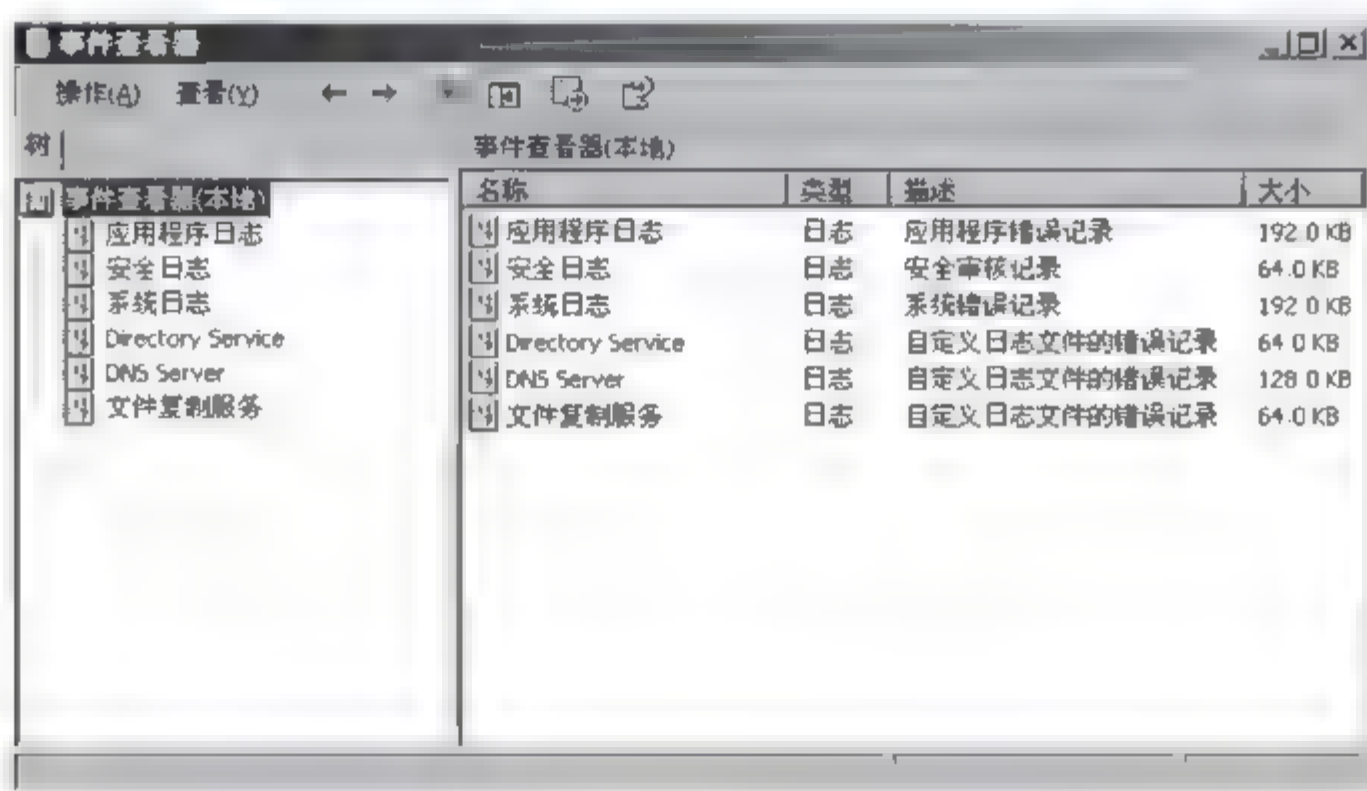 事件查看器
操作(A) 查看(V)
树
事件查看器(本地)
事件查看器(本地)
应用程序日志
安全日志
系统日志
Directory Service
DNS Server
文件复制服务
名称 类型 描述 大小
应用程序日志 日志 应用程序错误记录 192.0 KB
安全日志 日志 安全审核记录 64.0 KB
系统日志 日志 系统错误记录 192.0 KB
Directory Service 日志 自定义日志文件的错误记录 64.0 KB
DNS Server 日志 自定义日志文件的错误记录 128.0 KB
文件复制服务 日志 自定义日志文件的错误记录 64.0 KB